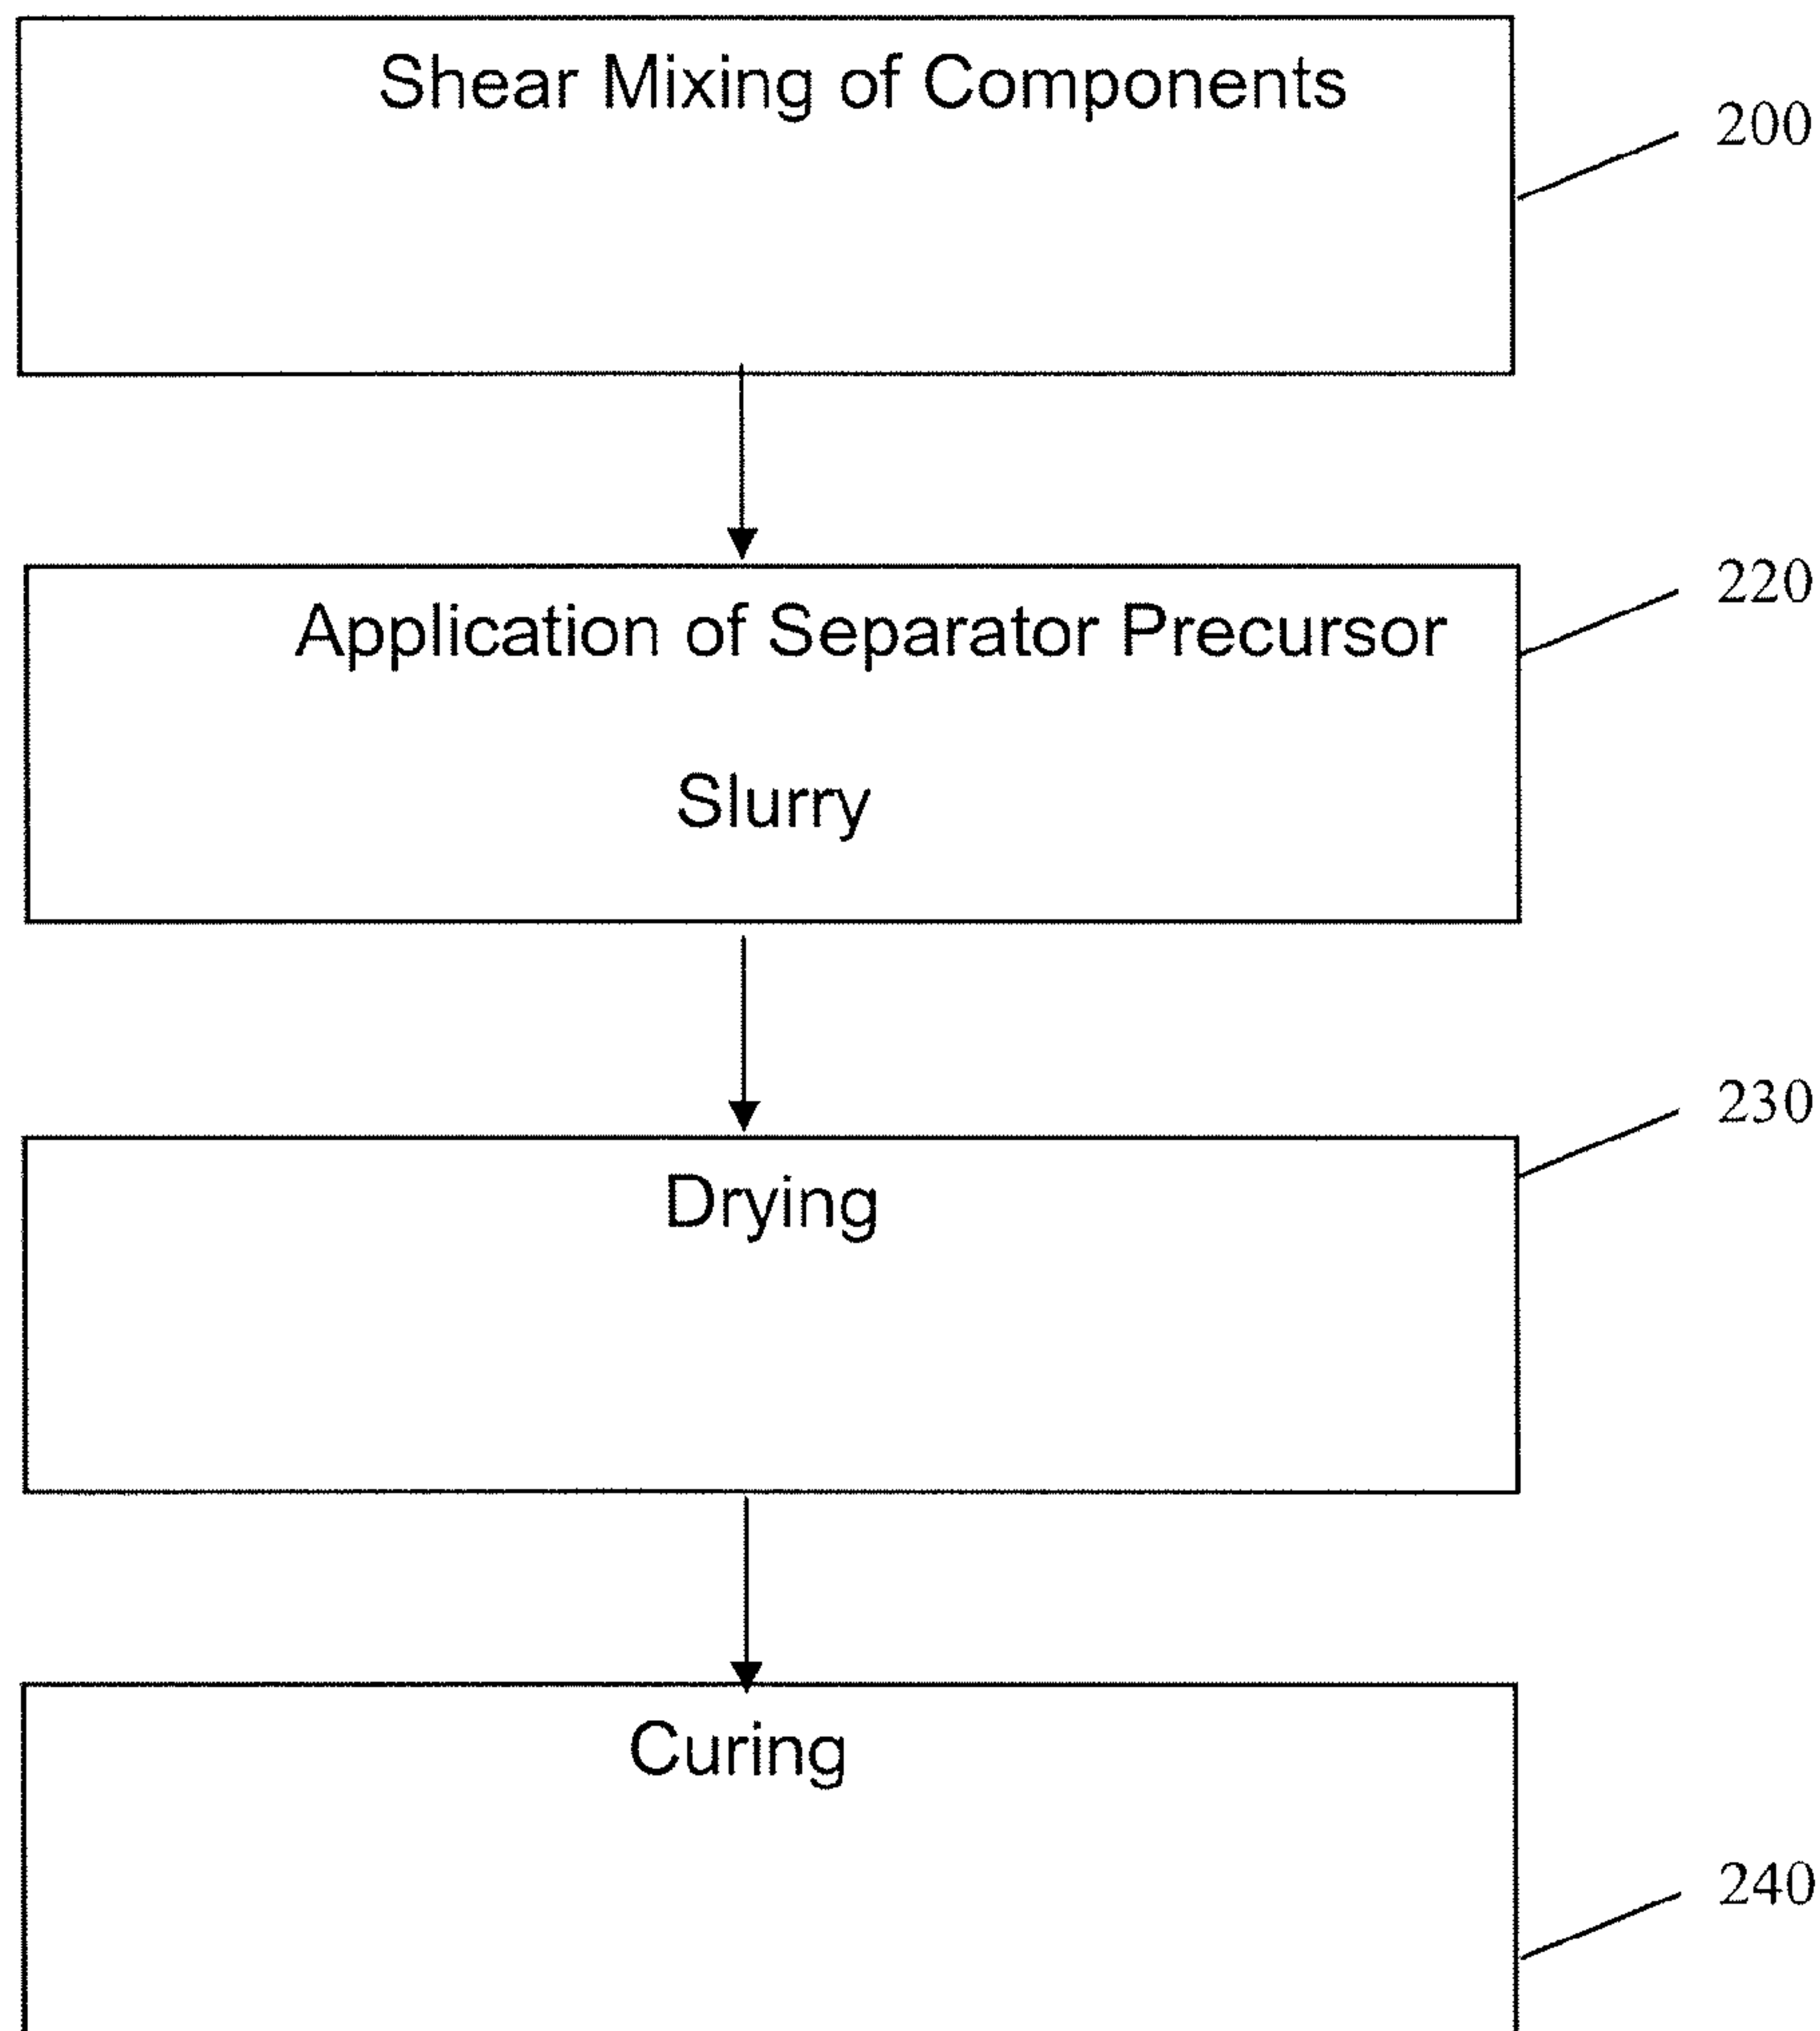 Shear Mixing of Components
200
Application of Separator Precursor
220
Slurry
Drying
230
Curing
240